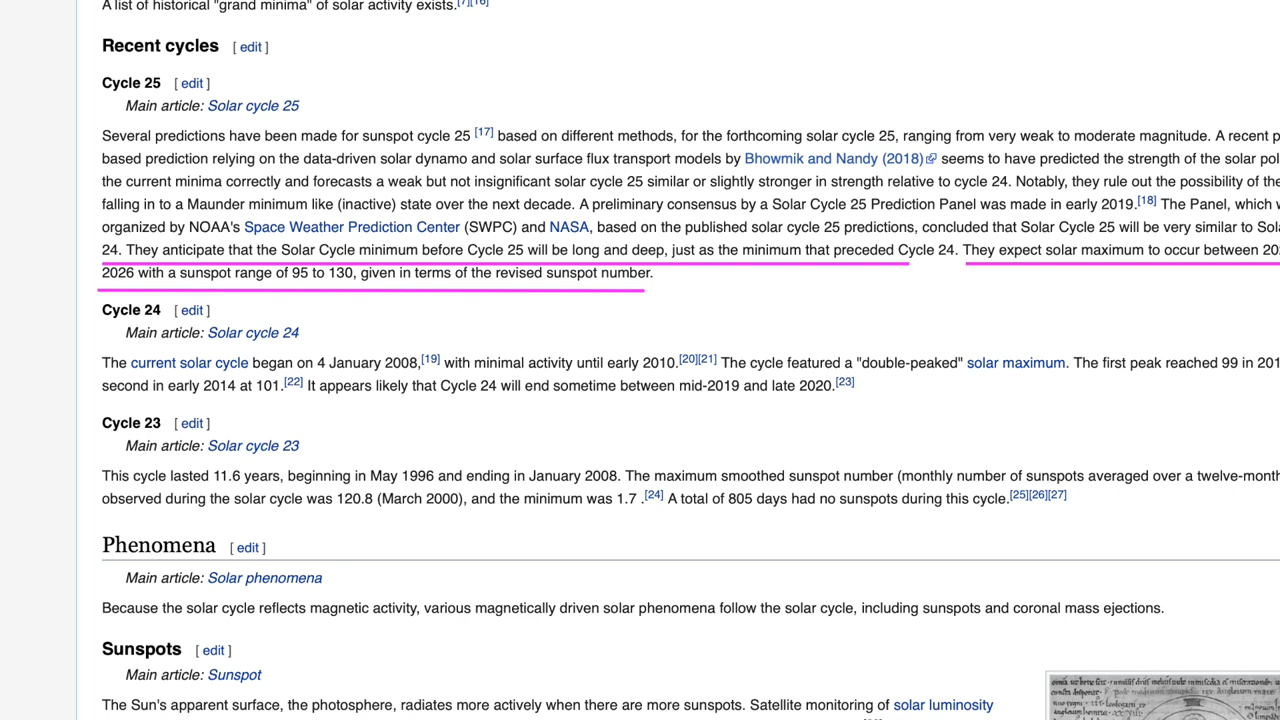 A list of historical "grand minima" of solar activity exists.[7][16]
Recent cycles [ edit ]
Cycle 25 [ edit ]
Main article: Solar cycle 25
Several predictions have been made for sunspot cycle 25 [17] based on different methods, for the forthcoming solar cycle 25, ranging from very weak to moderate magnitude. A recent
based prediction relying on the data-driven solar dynamo and solar surface flux transport models by Bhowmik and Nandy (2018) seems to have predicted the strength of the solar
the current minima correctly and forecasts a weak but not insignificant solar cycle 25 similar or slightly stronger in strength relative to cycle 24. Notably, they rule out the possibility of
falling in to a Maunder minimum like (inactive) state over the next decade. A preliminary consensus by a Solar Cycle 25 Prediction Panel was made in early 2019.[18] The Panel, which
organized by NOAA's Space Weather Prediction Center (SWPC) and NASA, based on the published solar cycle 25 predictions, concluded that Solar Cycle 25 will be very similar to
24. They anticipate that the Solar Cycle minimum before Cycle 25 will be long and deep, just as the minimum that preceded Cycle 24. They expect solar maximum to occur between
2026 with a sunspot range of 95 to 130, given in terms of the revised sunspot number.
Cycle 24 [ edit ]
Main article: Solar cycle 24
The current solar cycle began on 4 January 2008,[19] with minimal activity until early 2010.[20][21] The cycle featured a "double-peaked" solar maximum. The first peak reached 99 in
second in early 2014 at 101.[22] It appears likely that Cycle 24 will end sometime between mid-2019 and late 2020.[23]
Cycle 23 [ edit ]
Main article: Solar cycle 23
This cycle lasted 11.6 years, beginning in May 1996 and ending in January 2008. The maximum smoothed sunspot number (monthly number of sunspots averaged over a twelve-month
observed during the solar cycle was 120.8 (March 2000), and the minimum was 1.7 .[24] A total of 805 days had no sunspots during this cycle.[25][26][27]
Phenomena [ edit ]
Main article: Solar phenomena
Because the solar cycle reflects magnetic activity, various magnetically driven solar phenomena follow the solar cycle, including sunspots and coronal mass ejections.
Sunspots [ edit ]
Main article: Sunspot
The Sun's apparent surface, the photosphere, radiates more actively when there are more sunspots. Satellite monitoring of solar luminosity